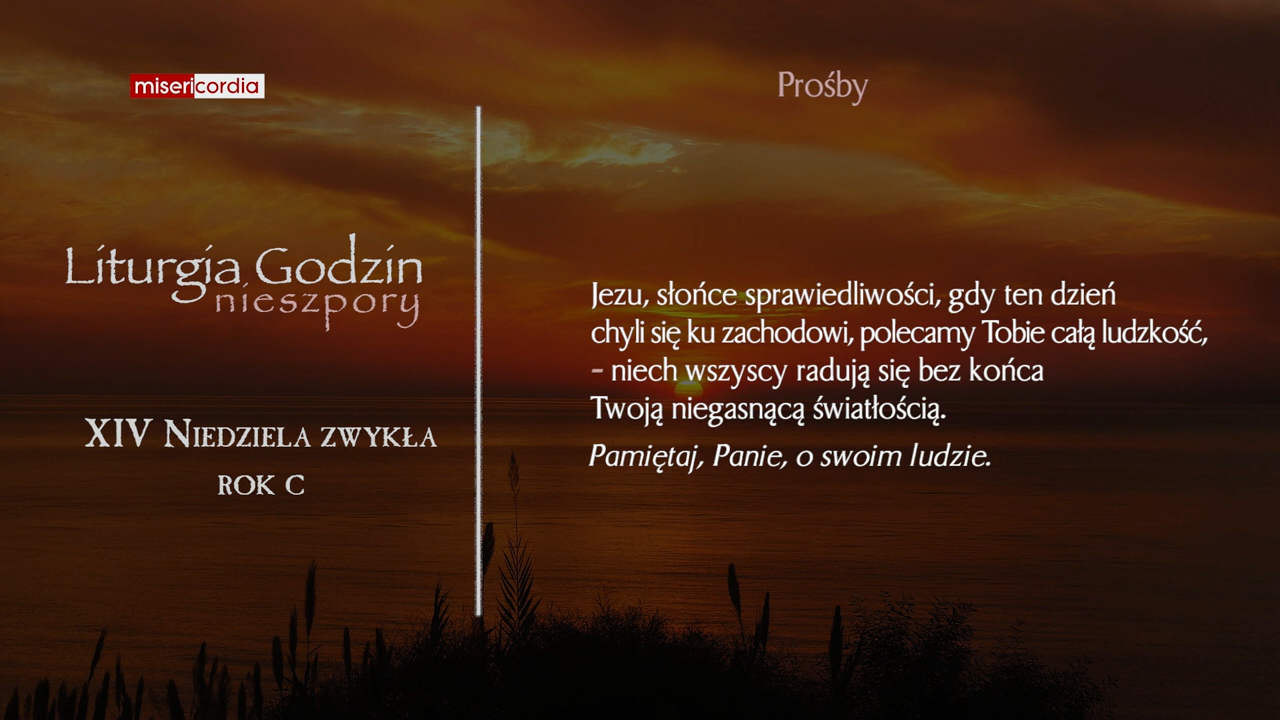 misericordia
Prośby
Liturgia Godzin
nieszpory
XIV Niedziela zwykła
rok C
Jezu, słońce sprawiedliwości, gdy ten dzień
chyli się ku zachodowi, polecamy Tobie całą ludzkość,
- niech wszyscy radują się bez końca
Twoją niegasnącą światłością.
Pamiętaj, Panie, o swoim ludzie.